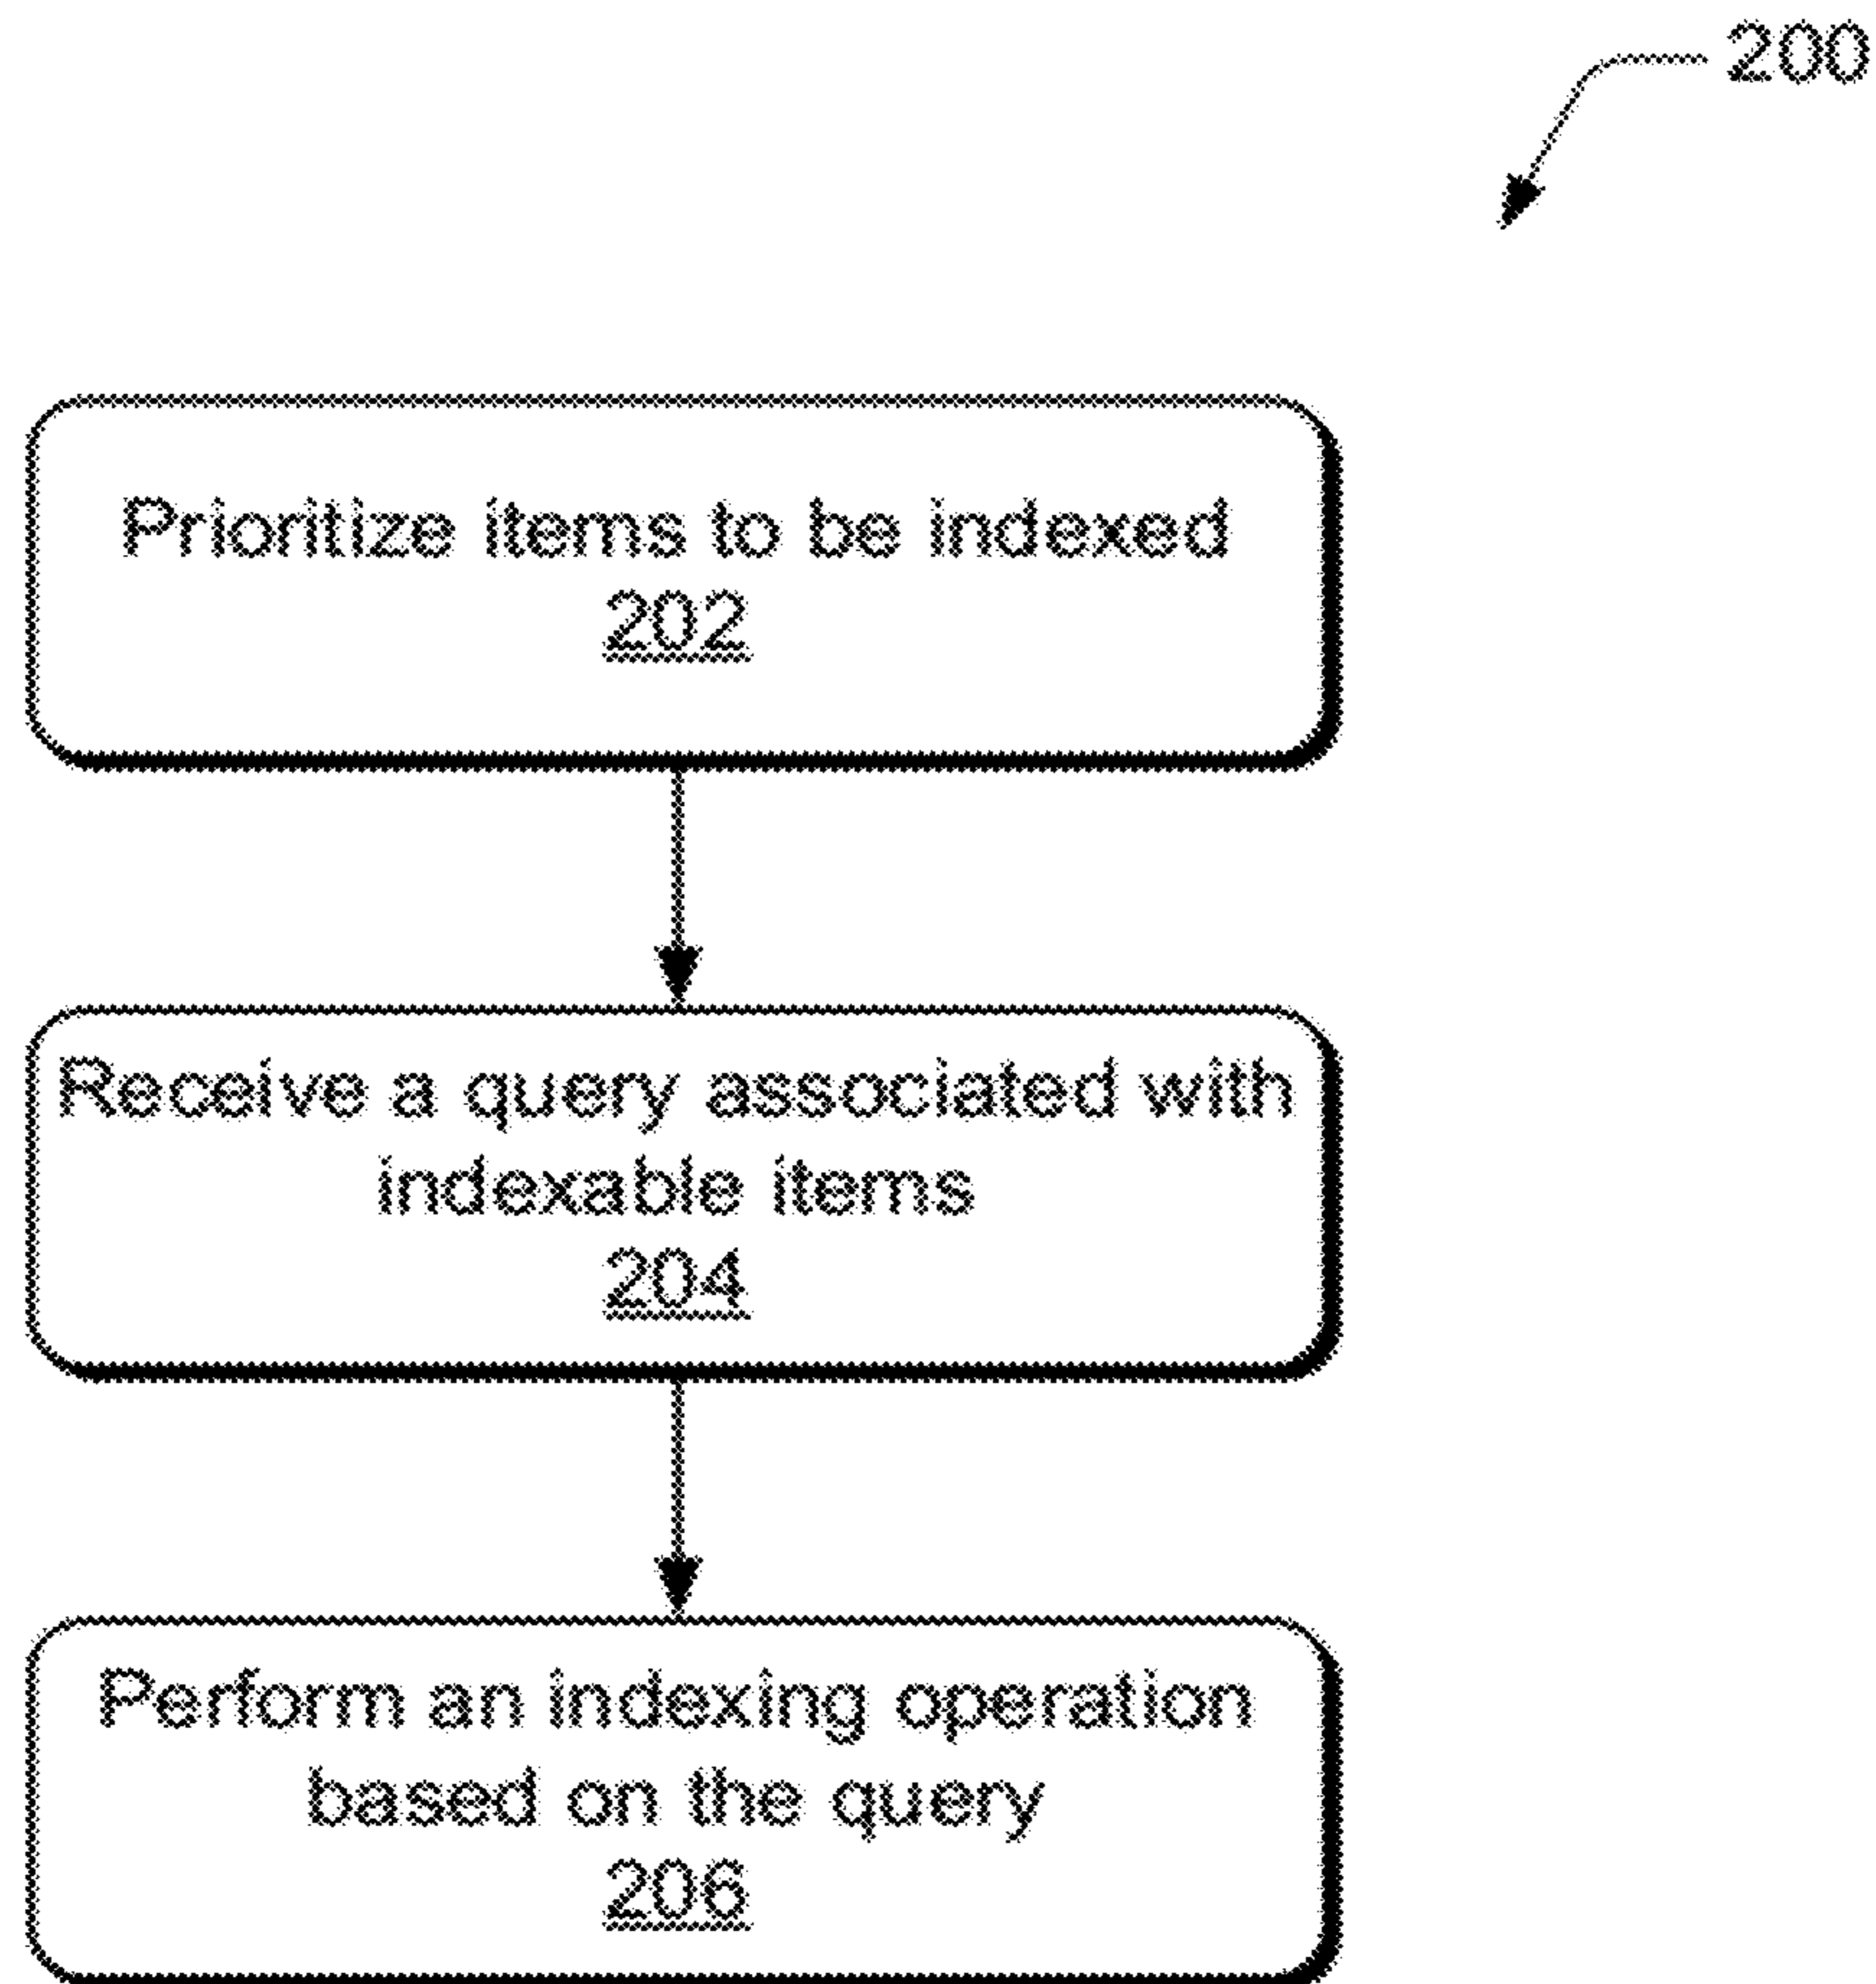 200
Prioritize items to be indexed
202
Receive a query associated with
indexable items
204
Perform an indexing operation
based on the query
206